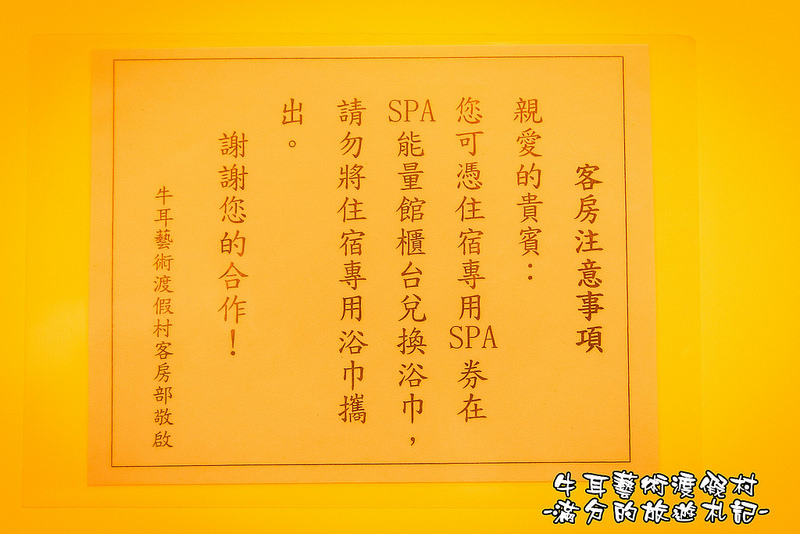 客房注意事項
親愛的貴賓：
您可憑住宿專用SPA券在
SPA能量館櫃台兌換浴巾，
請勿將住宿專用浴巾攜
出。
謝謝您的合作！
牛耳藝術渡假村客房部敬啟
牛耳藝術渡假村
-滿分的旅遊札記-